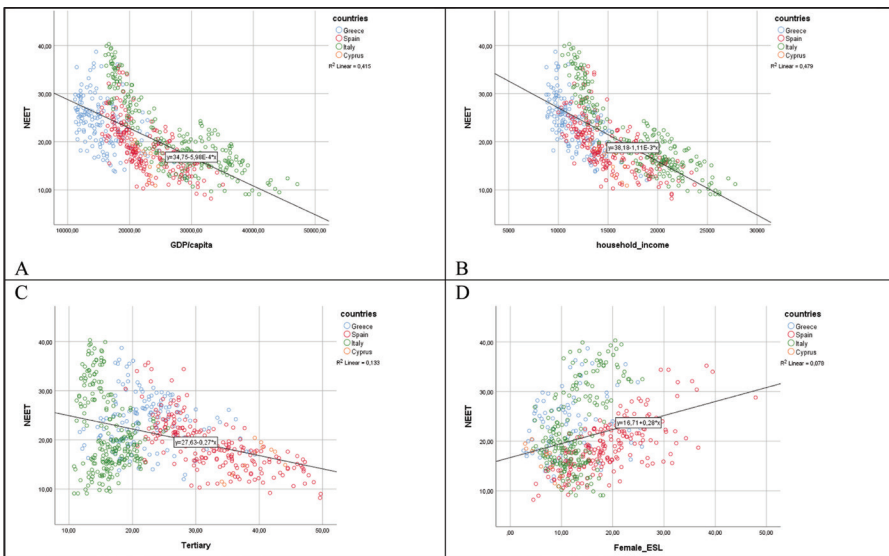 countries
Greece
Spain
Italy
Cyprus
R² Linear = 0,415
40,00
30,00
20,00
10,00
NEET
y=34,75-5,98E-4*x
10000,00
20000,00
30000,00
40000,00
50000,00
GDP/capita
A
countries
Greece
Spain
Italy
Cyprus
R² Linear = 0,479
40,00
30,00
20,00
10,00
NEET
y=38,18-1,11E-3*x
5000
10000
15000
20000
25000
30000
household_income
B
C
countries
Greece
Spain
Italy
Cyprus
R² Linear = 0,133
40,00
30,00
20,00
10,00
NEET
y=27,63-0,27*x
10,00
20,00
30,00
40,00
50,00
Tertiary
D
countries
Greece
Spain
Italy
Cyprus
R² Linear = 0,078
40,00
30,00
20,00
10,00
NEET
y=16,71+0,28*x
,00
10,00
20,00
30,00
40,00
50,00
Female_ESL